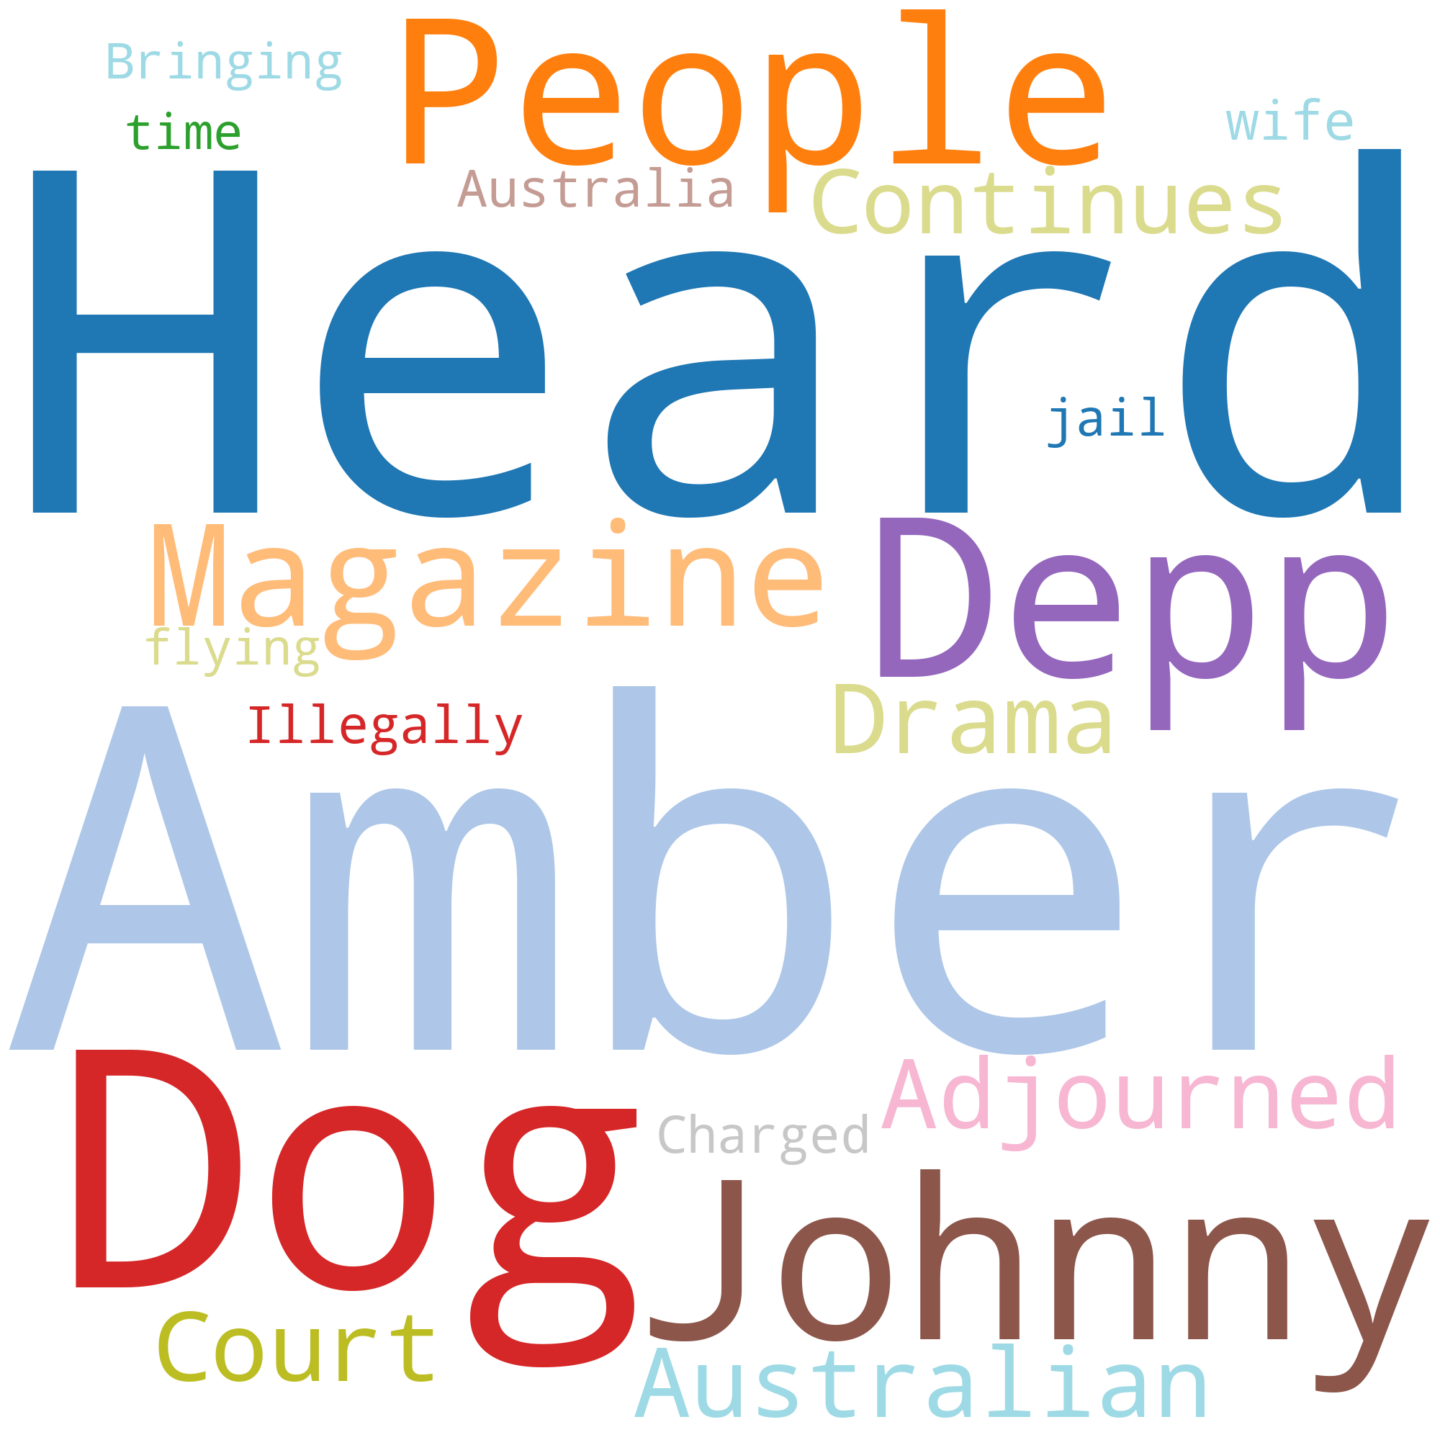 Bringing
People
time
wife
Australia
Continues
Heard
jail
Magazine
Depp
flying
Illegally
Drama
Amber
Dog
Adjourned
Charged
Johnny
Court
Australian